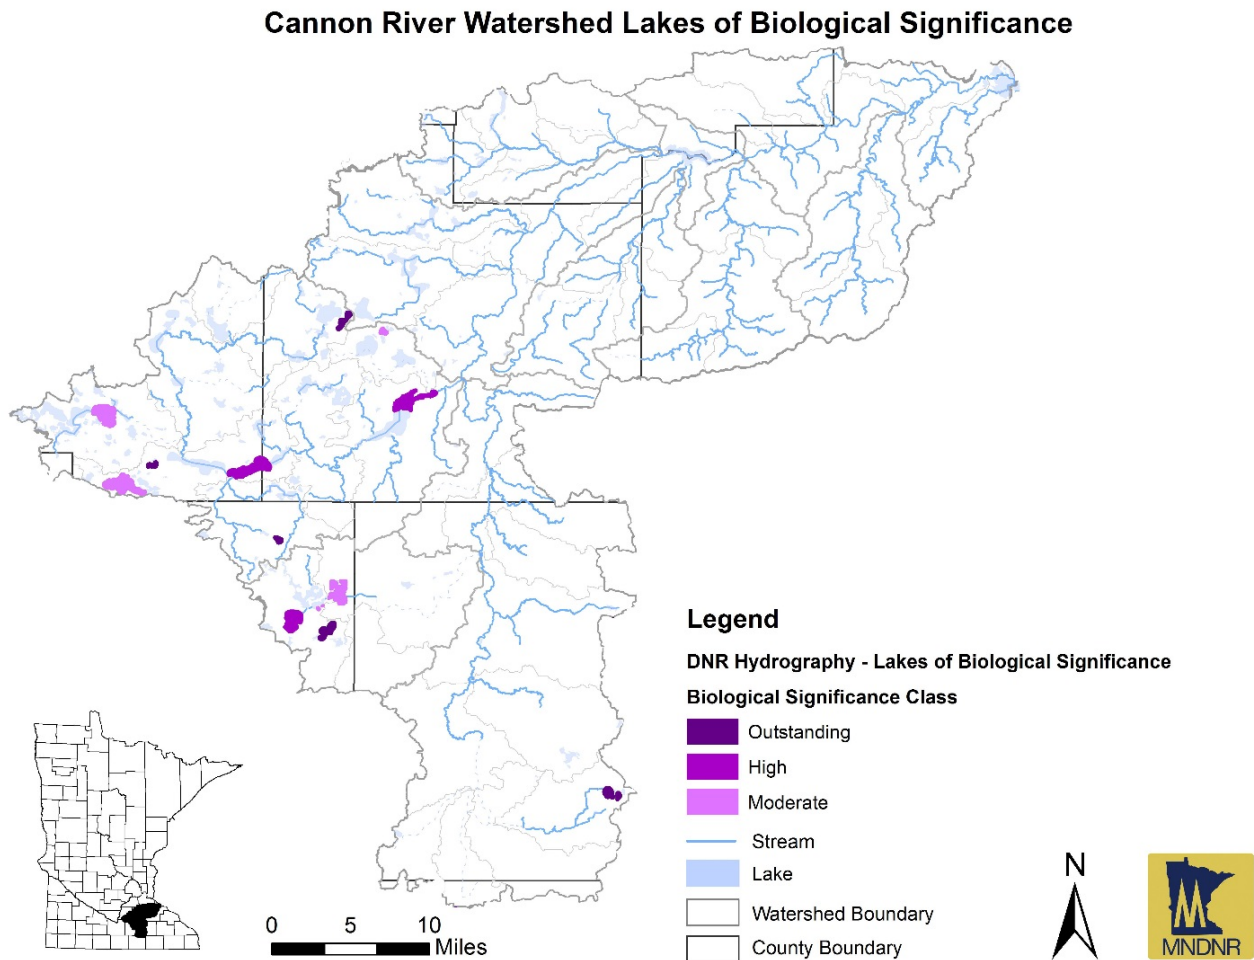 Cannon River Watershed Lakes of Biological Significance
Legend
DNR Hydrography - Lakes of Biological Significance
Biological Significance Class
Outstanding
High
Moderate
Stream
Lake
Watershed Boundary
County Boundary
0 5 10
Miles
N
M
MNDNR